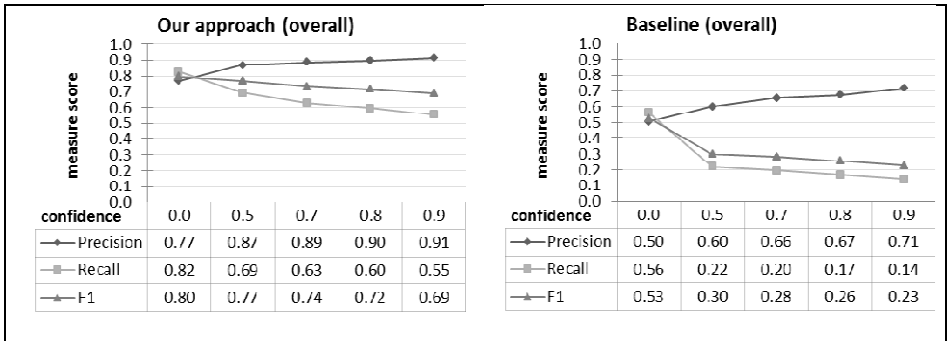 Our approach (overall)
measure score
1.0
0.9
0.8
0.7
0.6
0.5
0.4
0.3
0.2
0.1
0.0
confidence 0.0 0.5 0.7 0.8 0.9
Precision 0.77 0.87 0.89 0.90 0.91
Recall 0.82 0.69 0.63 0.60 0.55
F1 0.80 0.77 0.74 0.72 0.69
Baseline (overall)
measure score
1.0
0.9
0.8
0.7
0.6
0.5
0.4
0.3
0.2
0.1
0.0
confidence 0.0 0.5 0.7 0.8 0.9
Precision 0.50 0.60 0.66 0.67 0.71
Recall 0.56 0.22 0.20 0.17 0.14
F1 0.53 0.30 0.28 0.26 0.23